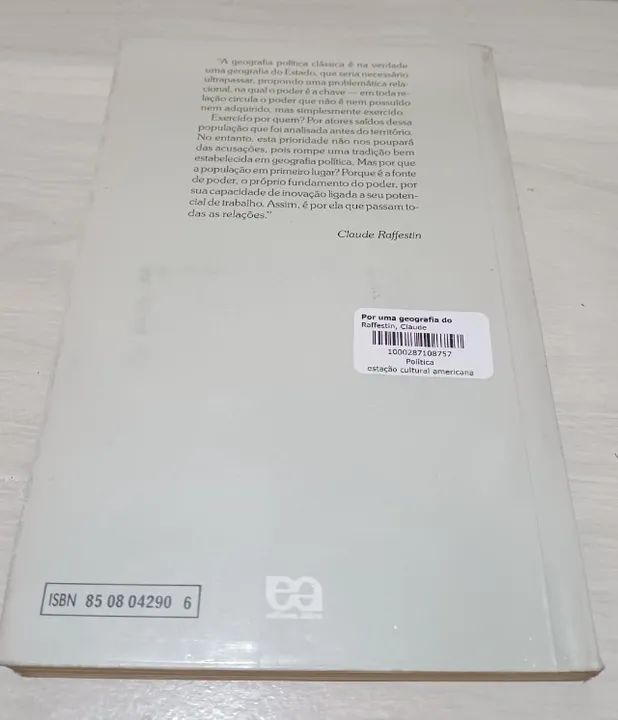 "A geografia política clássica é na verdade
uma geografia do Estado, que seria necessário
ultrapassar, propondo uma problemática rela-
cional, na qual o poder é a chave — em toda re-
lação circula o poder que não é nem possuído
nem adquirido, mas simplesmente exercido.
Exercido por quem? Por atores saídos dessa
população que foi analisada antes do território.
No entanto, esta prioridade não nos poupará
das acusações, pois rompe uma tradição bem
estabelecida em geografia política. Mas por que
a população em primeiro lugar? Porque é a fonte
de poder, o próprio fundamento do poder, por
sua capacidade de inovação ligada a seu poten-
cial de trabalho. Assim, é por ela que passam to-
das as relações."
Claude Raffestin
Por uma geografia do
Raffestin, Claude
1000287108757
Política
estação cultural americana
ISBN 85 08 04290 6
ea